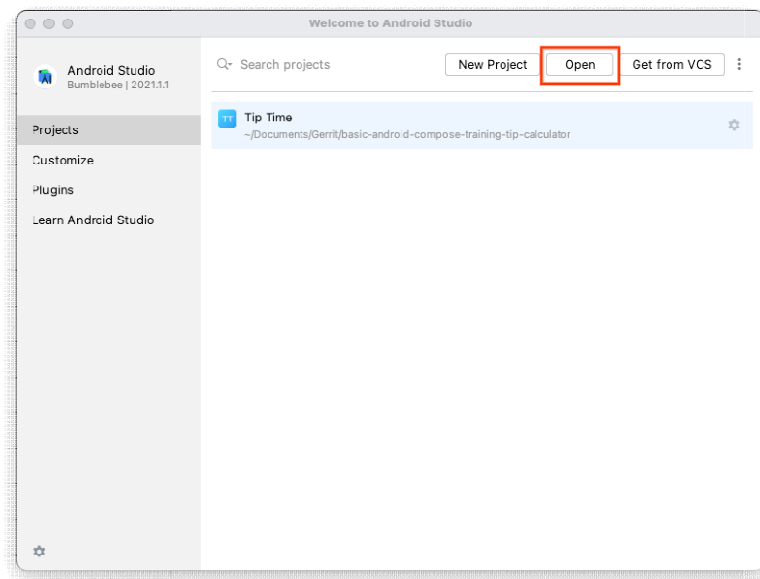 Welcome to Android Studio
Android Studio
Bumblebee | 2021.1.1
Search projects
New Project
Open
Get from VCS
Projects
Customize
Plugins
Learn Android Studio
TT
Tip Time
~/Documents/Gerrit/basic-android-compose-training-tip-calculator